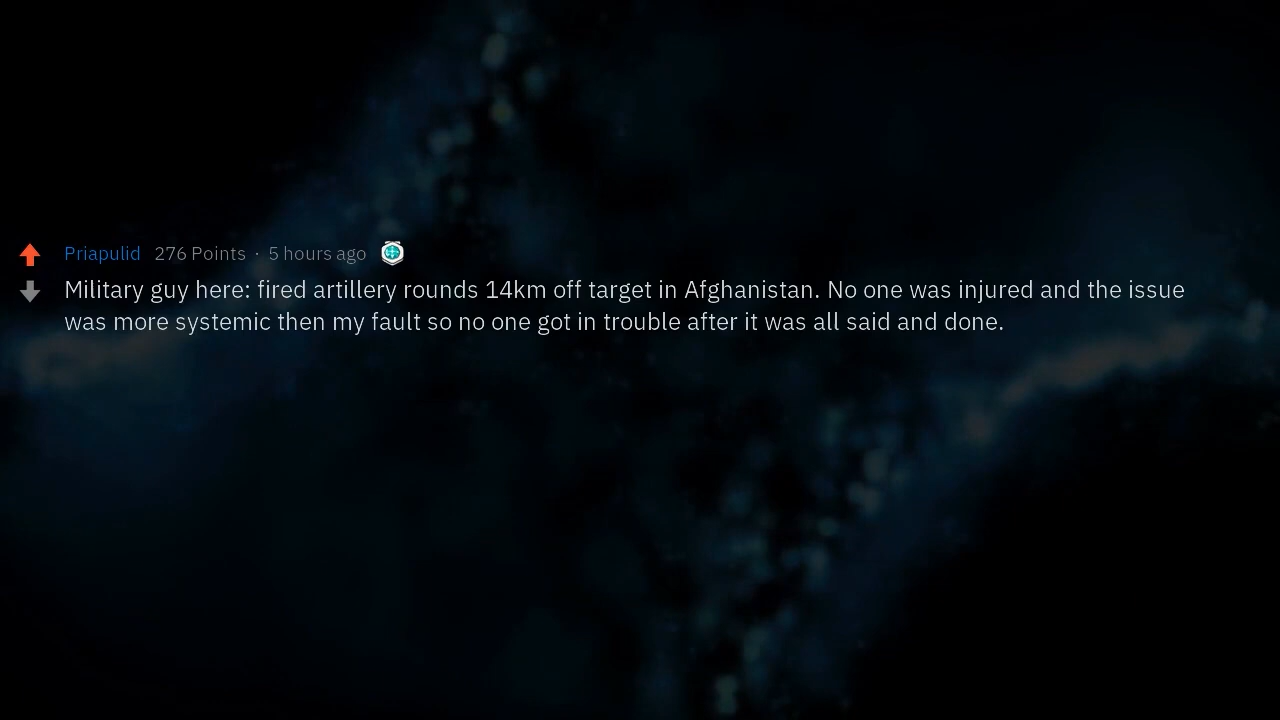 Priapulid 276 Points · 5 hours ago
Military guy here: fired artillery rounds 14km off target in Afghanistan. No one was injured and the issue
was more systemic then my fault so no one got in trouble after it was all said and done.